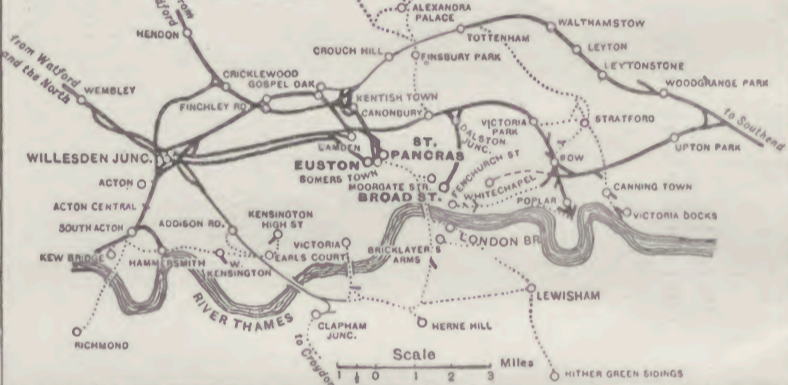 from
ford
ALEXANDRA
PALACE
HENDON
TOTTENHAM
WALTHAMSTOW
CROUCH HILL
FINSBURY PARK
LEYTON
LEYTONSTONE
from Watford
and the North
WEMBLEY
CRICKLEWOOD
GOSPEL OAK
FINCHLEY RD.
KENTISH TOWN
CANONBURY
WOODGRANGE PARK
to Southend
VICTORIA
PARK
STRATFORD
DALSTON
JUNC.
WILLESDEN JUNC.
CAMDEN
ST.
PANCRAS
EUSTON
SOMERS TOWN
MOORGATE STR.
BROAD ST.
FENCHURCH ST
WHITECHAPEL
BOW
UPTON PARK
ACTON
ACTON CENTRAL
POPLAR
CANNING TOWN
VICTORIA DOCKS
SOUTH ACTON
ADDISON RD.
KENSINGTON
HIGH ST
VICTORIA
BRICKLAYER'S
ARMS
LONDON BR
KEW BRIDGE
HAMMERSMITH
W.
KENSINGTON
EARLS COURT
RIVER THAMES
LEWISHAM
CLAPHAM
JUNC.
HERNE HILL
RICHMOND
to Croydon
Scale
Miles
1 ½ 0 1 2 3
HITHER GREEN SIDINGS